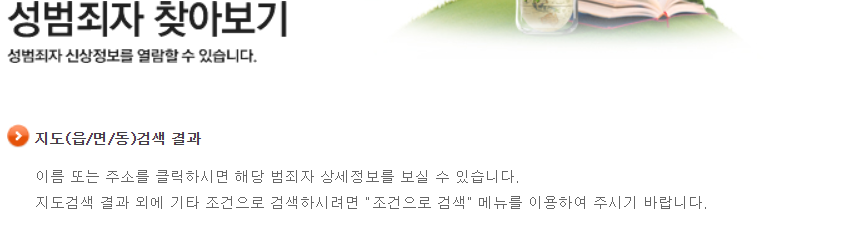 성범죄자 찾아보기
성범죄자 신상정보를 열람할 수 있습니다.
지도(읍/면/동)검색 결과
이름 또는 주소를 클릭하시면 해당 범죄자 상세정보를 보실 수 있습니다.
지도검색 결과 외에 기타 조건으로 검색하시려면 "조건으로 검색" 메뉴를 이용하여 주시기 바랍니다.